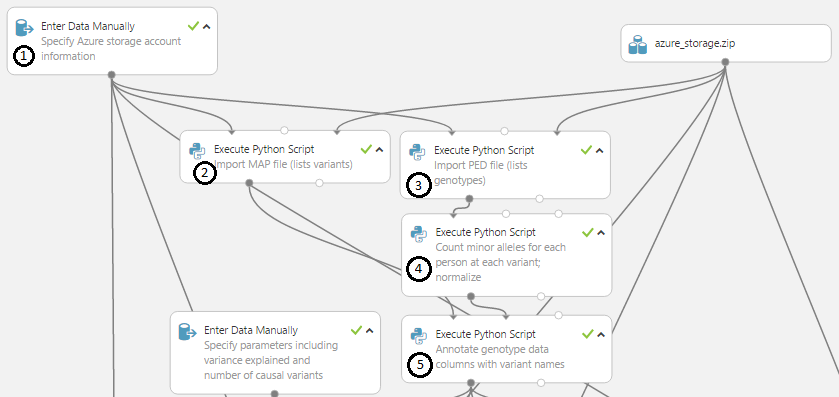 Enter Data Manually
Specify Azure storage account
information
1
azure_storage.zip
Execute Python Script
Import MAP file (lists variants)
2
Execute Python Script
Import PED file (lists
genotypes)
3
Execute Python Script
Count minor alleles for each
person at each variant;
normalize
4
Enter Data Manually
Specify parameters including
variance explained and
number of causal variants
Execute Python Script
Annotate genotype data
columns with variant names
5